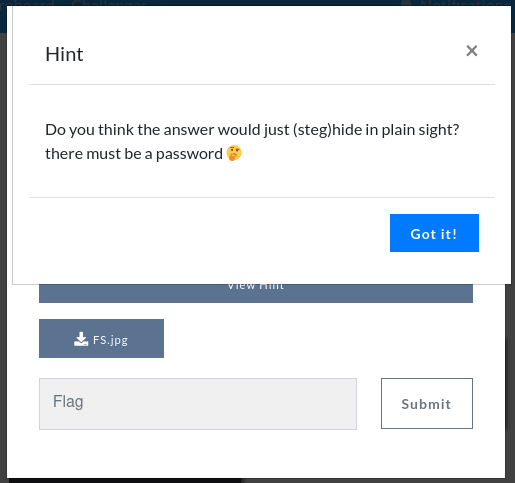 Hint
×
Do you think the answer would just (steg)hide in plain sight?
there must be a password 🤔
Got it!
View Hint
FS.jpg
Flag
Submit